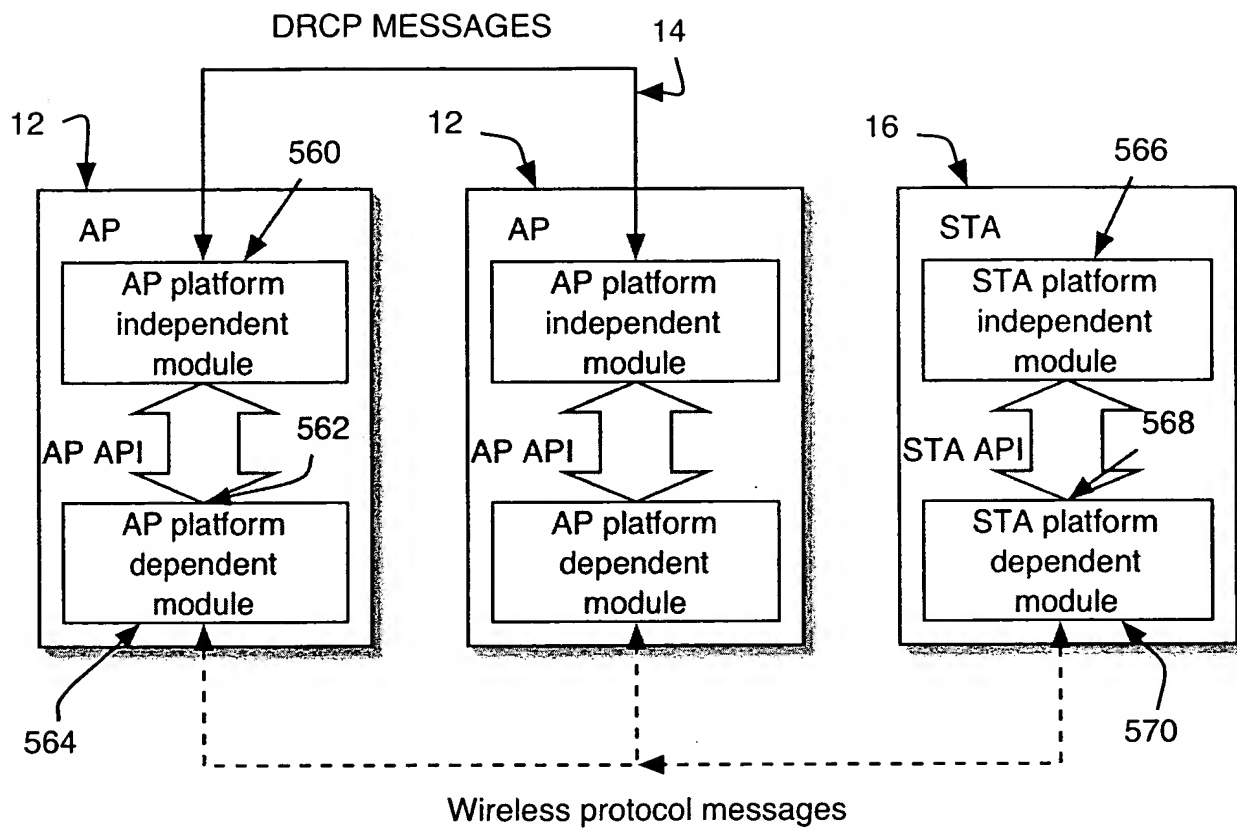 DRCP MESSAGES
14
12
12
16
560
566
AP
AP
STA
AP platform
independent
module
AP platform
independent
module
STA platform
independent
module
562
568
AP API
AP API
STA API
AP platform
dependent
module
AP platform
dependent
module
STA platform
dependent
module
564
570
Wireless protocol messages